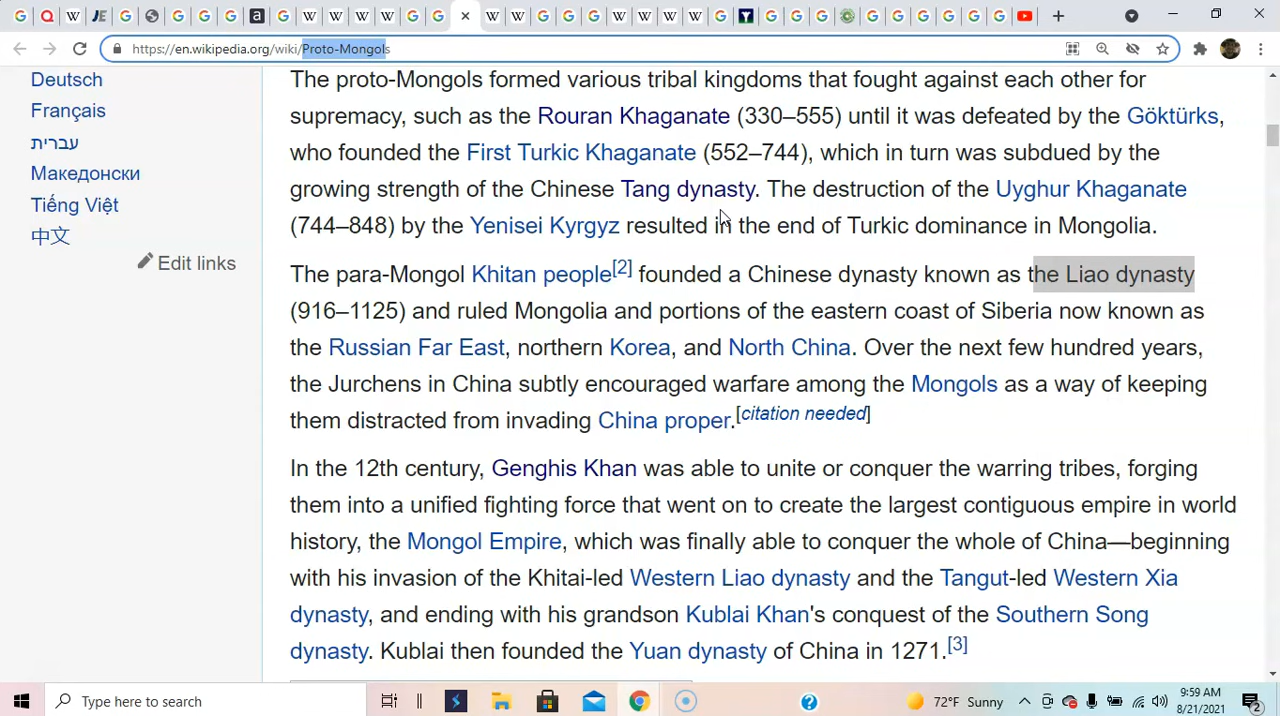 https://en.wikipedia.org/wiki/Proto-Mongols
Deutsch
Français
עברית
Македонски
Tiếng Việt
中文
Edit links
The proto-Mongols formed various tribal kingdoms that fought against each other for
supremacy, such as the Rouran Khaganate (330–555) until it was defeated by the Göktürks,
who founded the First Turkic Khaganate (552–744), which in turn was subdued by the
growing strength of the Chinese Tang dynasty. The destruction of the Uyghur Khaganate
(744–848) by the Yenisei Kyrgyz resulted in the end of Turkic dominance in Mongolia.
The para-Mongol Khitan people[2] founded a Chinese dynasty known as the Liao dynasty
(916–1125) and ruled Mongolia and portions of the eastern coast of Siberia now known as
the Russian Far East, northern Korea, and North China. Over the next few hundred years,
the Jurchens in China subtly encouraged warfare among the Mongols as a way of keeping
them distracted from invading China proper.[citation needed]
In the 12th century, Genghis Khan was able to unite or conquer the warring tribes, forging
them into a unified fighting force that went on to create the largest contiguous empire in world
history, the Mongol Empire, which was finally able to conquer the whole of China—beginning
with his invasion of the Khitai-led Western Liao dynasty and the Tangut-led Western Xia
dynasty, and ending with his grandson Kublai Khan's conquest of the Southern Song
dynasty. Kublai then founded the Yuan dynasty of China in 1271.[3]
Type here to search
72°F Sunny
9:59 AM
8/21/2021
2